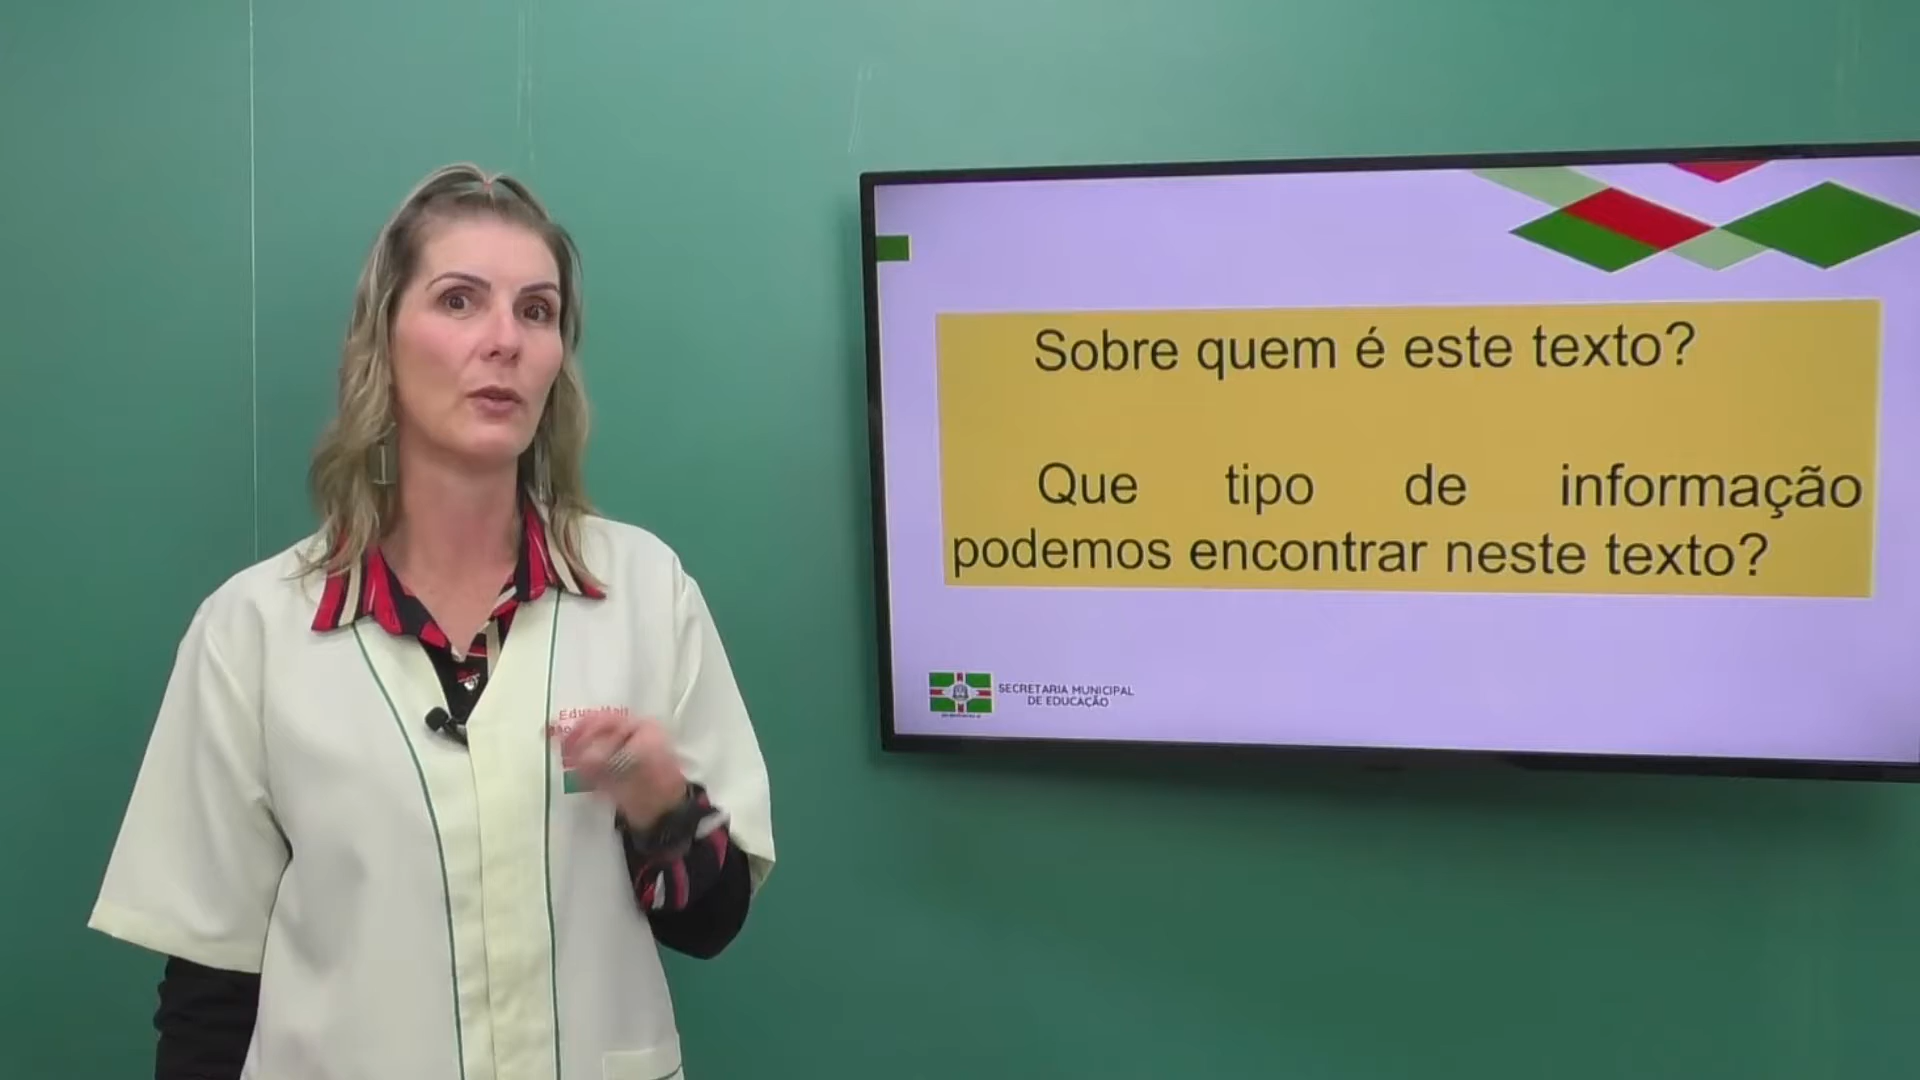 Sobre quem é este texto?
Que tipo de informação
podemos encontrar neste texto?
SECRETARIA MUNICIPAL
DE EDUCAÇÃO